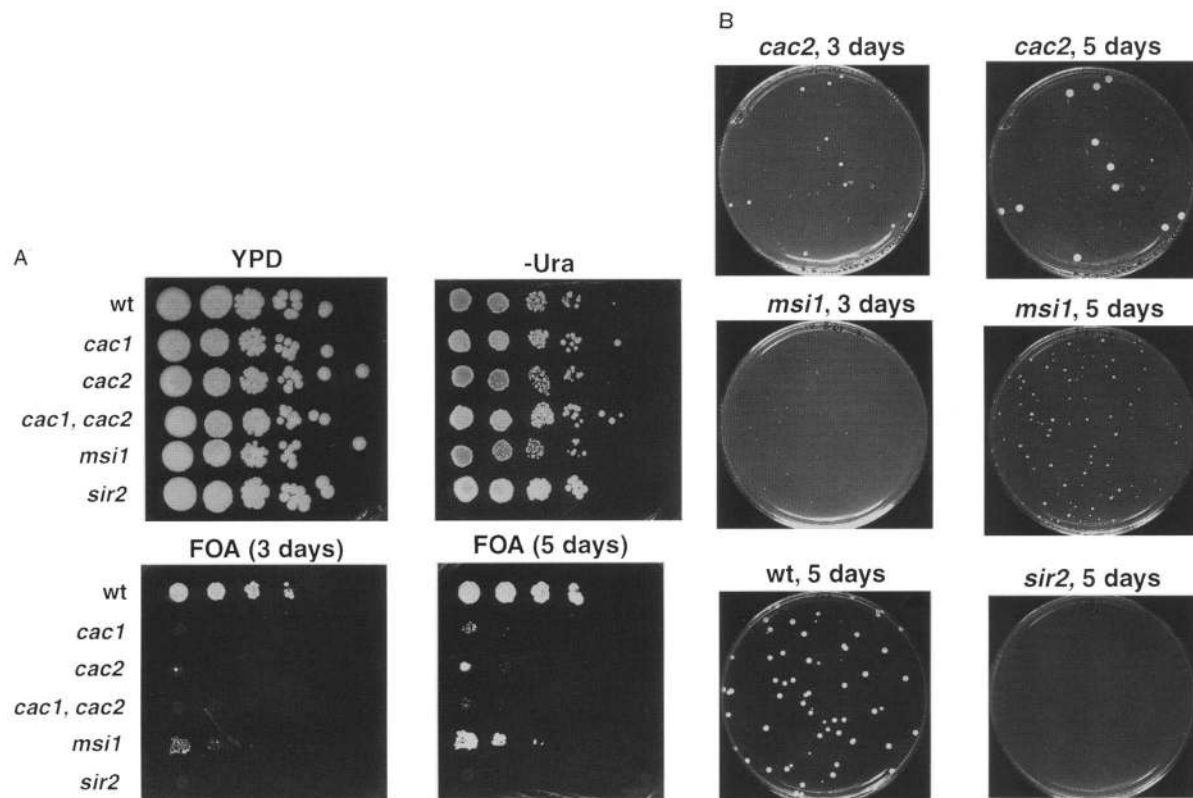 A
YPD
-Ura
wt
cac1
cac2
cac1, cac2
msi1
sir2
FOA (3 days)
FOA (5 days)
wt
cac1
cac2
cac1, cac2
msi1
sir2
B
cac2, 3 days
cac2, 5 days
msi1, 3 days
msi1, 5 days
wt, 5 days
sir2, 5 days